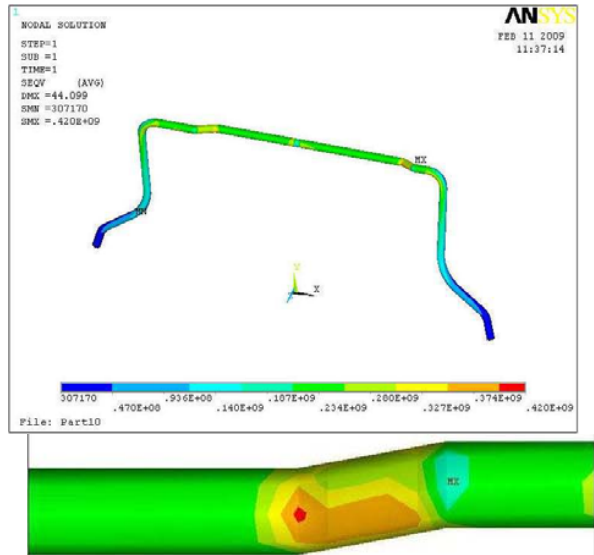 1
NODAL SOLUTION
STEP=1
SUB =1
TIME=1
SEQV (AVG)
DMX =44.099
SMN =307170
SMX =.420E+09
ANSYS
FEB 11 2009
11:37:14
MX
MN
Y
X
307170 .936E+08 .107E+09 .280E+09 .374E+09
.470E+08 .140E+09 .234E+09 .327E+09 .420E+09
File: Part10
MX